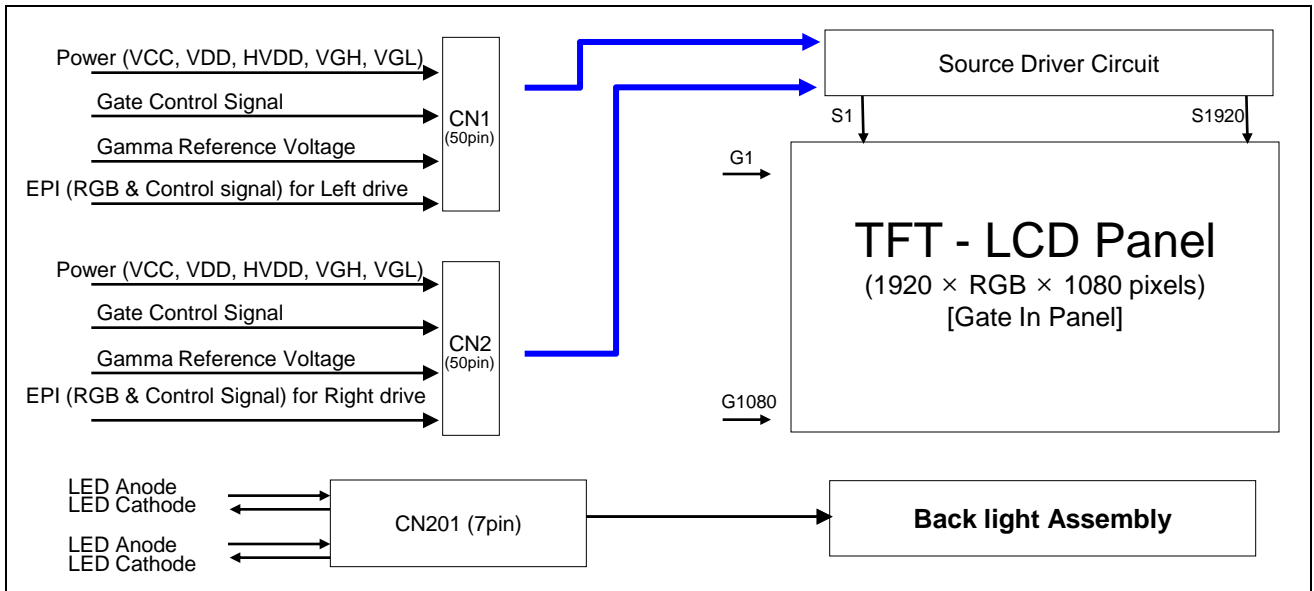 Power (VCC, VDD, HVDD, VGH, VGL)
Gate Control Signal
Gamma Reference Voltage
EPI (RGB & Control signal) for Left drive
CN1
(50pin)
Power (VCC, VDD, HVDD, VGH, VGL)
Gate Control Signal
Gamma Reference Voltage
EPI (RGB & Control Signal) for Right drive
CN2
(50pin)
Source Driver Circuit
S1
S1920
G1
G1080
TFT - LCD Panel
(1920 × RGB × 1080 pixels)
[Gate In Panel]
LED Anode
LED Cathode
LED Anode
LED Cathode
CN201 (7pin)
Back light Assembly